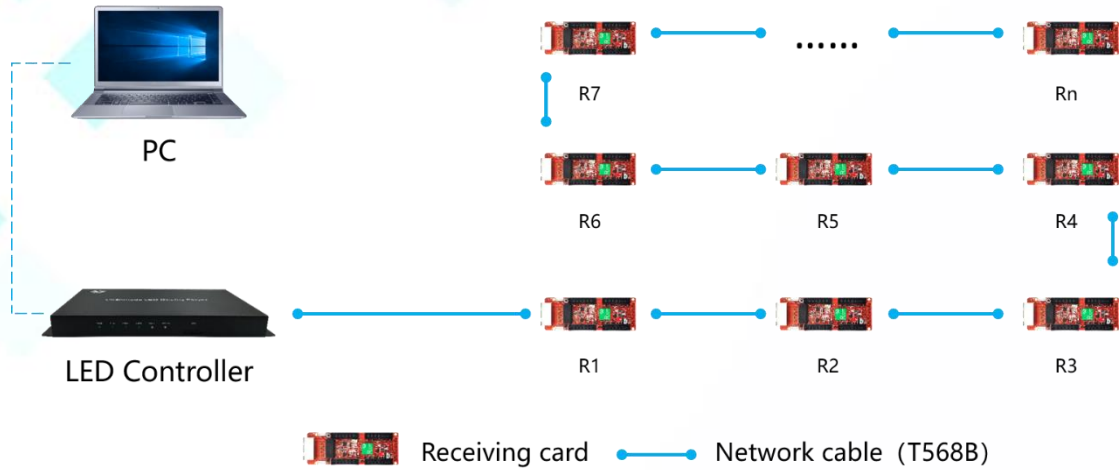 R7
......
Rn
PC
R6
R5
R4
LED Controller
R1
R2
R3
Receiving card
Network cable（T568B）